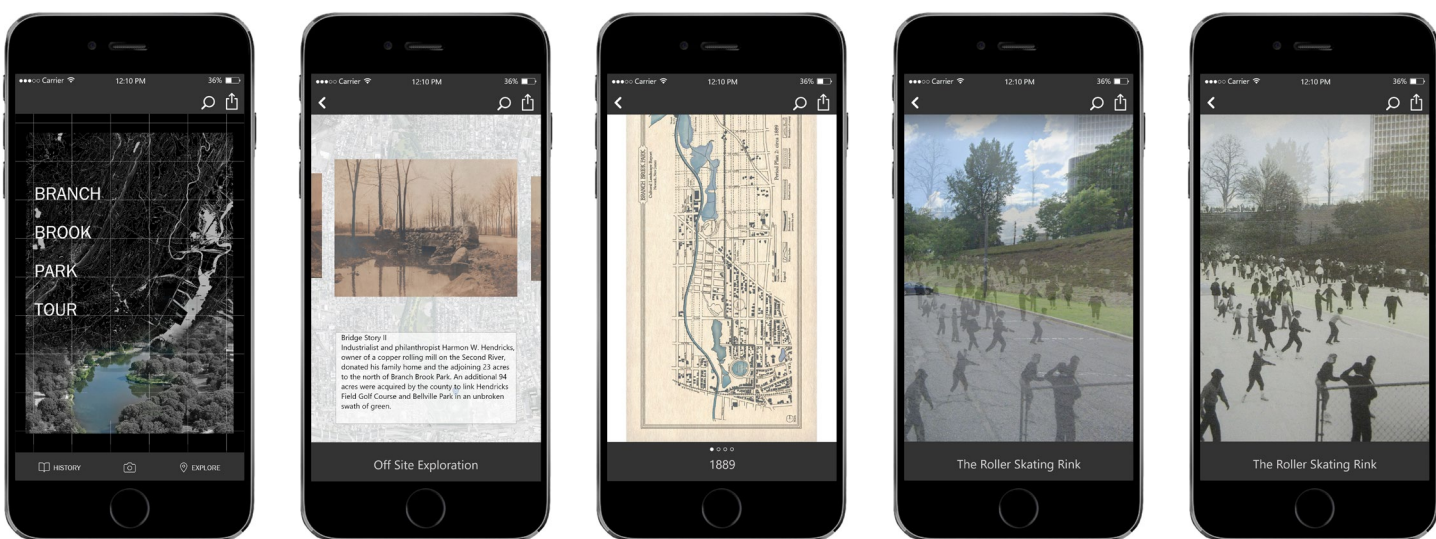 ●●●○○ Carrier 12:10 PM 36%
BRANCH
BROOK
PARK
TOUR
HISTORY EXPLORE
●●●○○ Carrier 12:10 PM 36%
Bridge Story II
Industrialist and philanthropist Harmon W. Hendricks,
owner of a copper rolling mill on the Second River,
donated his family home and the adjoining 23 acres
to the north of Branch Brook Park. An additional 94
acres were acquired by the county to link Hendricks
Field Golf Course and Bellville Park in an unbroken
swath of green.
Off Site Exploration
●●●○○ Carrier 12:10 PM 36%
BRANCH BROOK PARK
Period Plan 2: circa 1889
1889
●●●○○ Carrier 12:10 PM 36%
The Roller Skating Rink
●●●○○ Carrier 12:10 PM 36%
The Roller Skating Rink